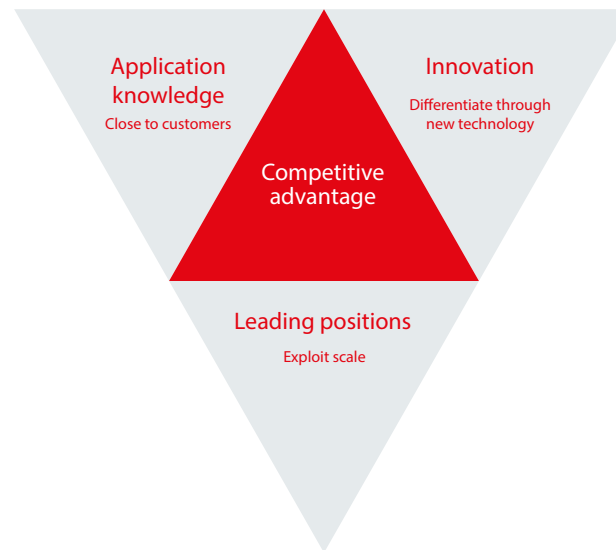 Application
knowledge
Close to customers
Innovation
Differentiate through
new technology
Competitive
advantage
Leading positions
Exploit scale